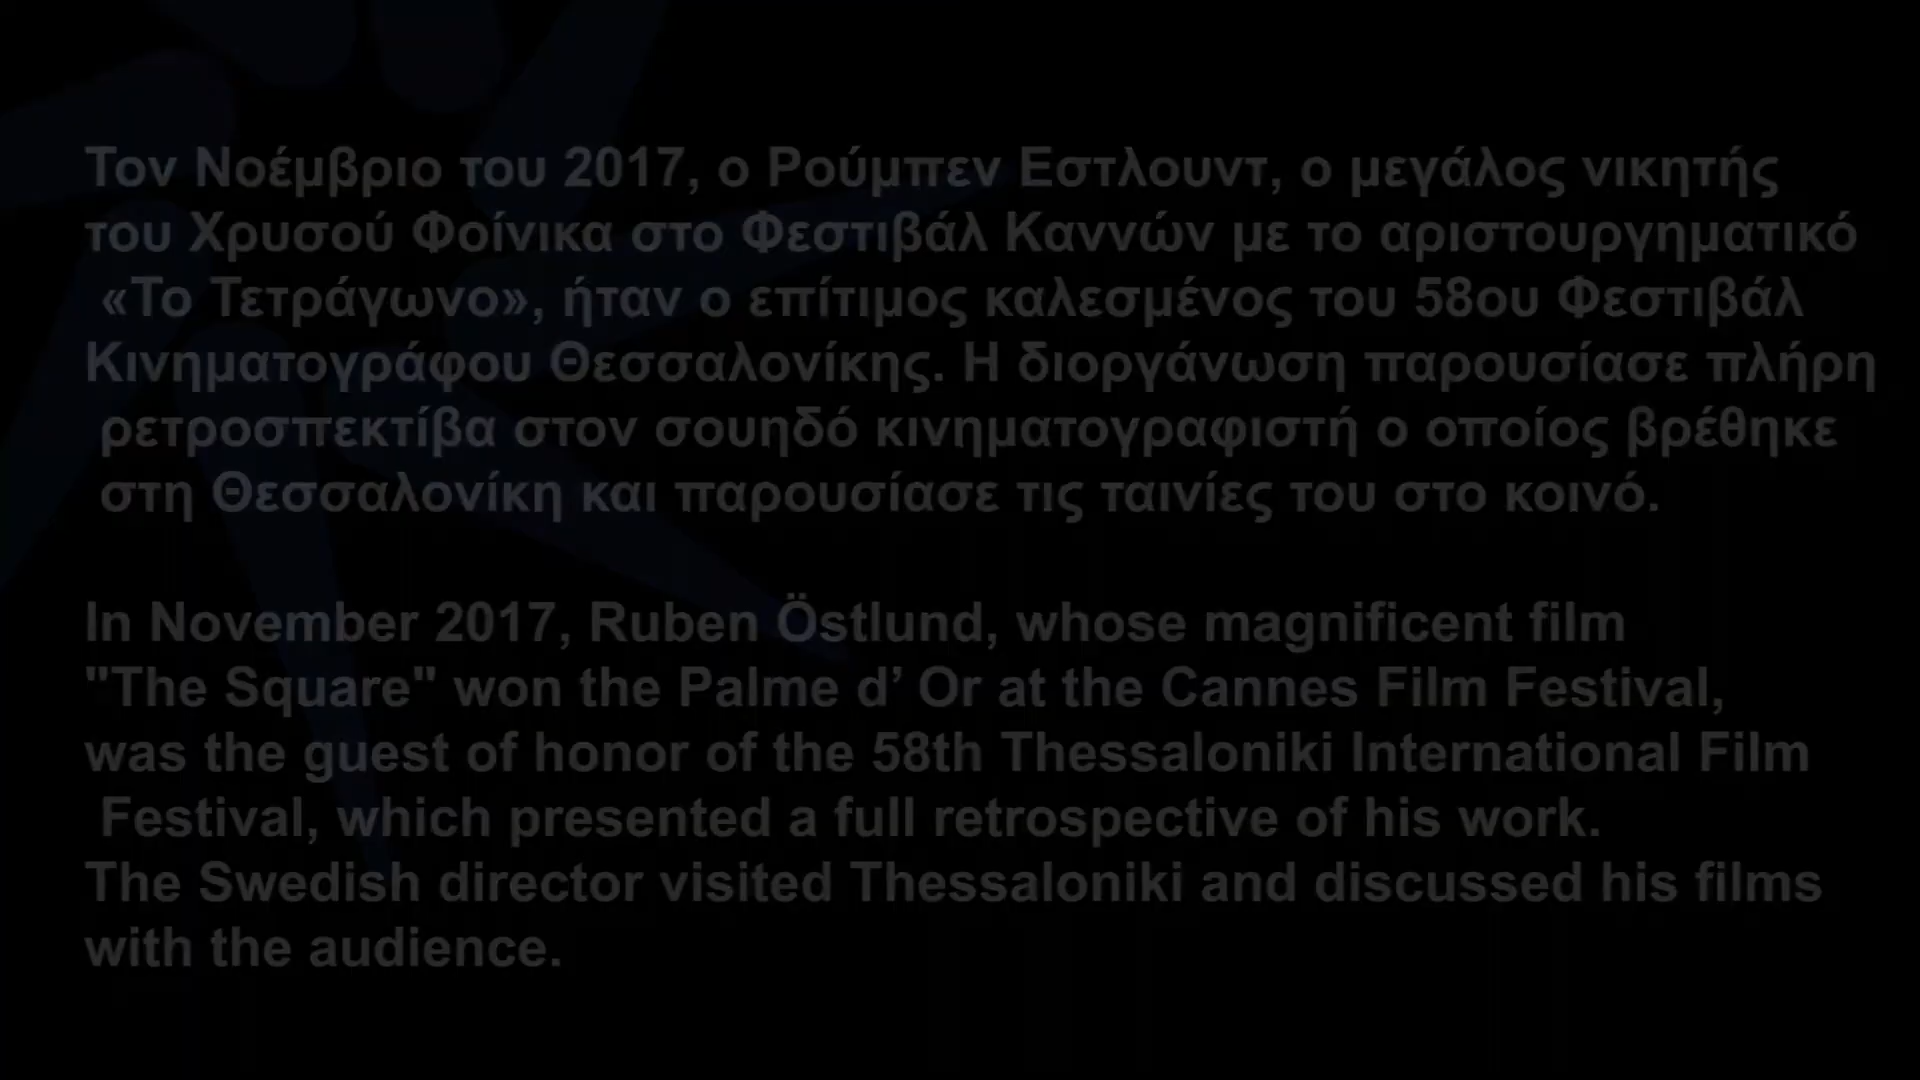 Τον Νοέμβριο του 2017, ο Ρούμπεν Εστλουντ, ο μεγάλος νικητής
του Χρυσού Φοίνικα στο Φεστιβάλ Καννών με το αριστουργηματικό
«Το Τετράγωνο», ήταν ο επίτιμος καλεσμένος του 58ου Φεστιβάλ
Κινηματογράφου Θεσσαλονίκης. Η διοργάνωση παρουσίασε πλήρη
ρετροσπεκτίβα στον σουηδό κινηματογραφιστή ο οποίος βρέθηκε
στη Θεσσαλονίκη και παρουσίασε τις ταινίες του στο κοινό.
In November 2017, Ruben Östlund, whose magnificent film
"The Square" won the Palme d’ Or at the Cannes Film Festival,
was the guest of honor of the 58th Thessaloniki International Film
Festival, which presented a full retrospective of his work.
The Swedish director visited Thessaloniki and discussed his films
with the audience.